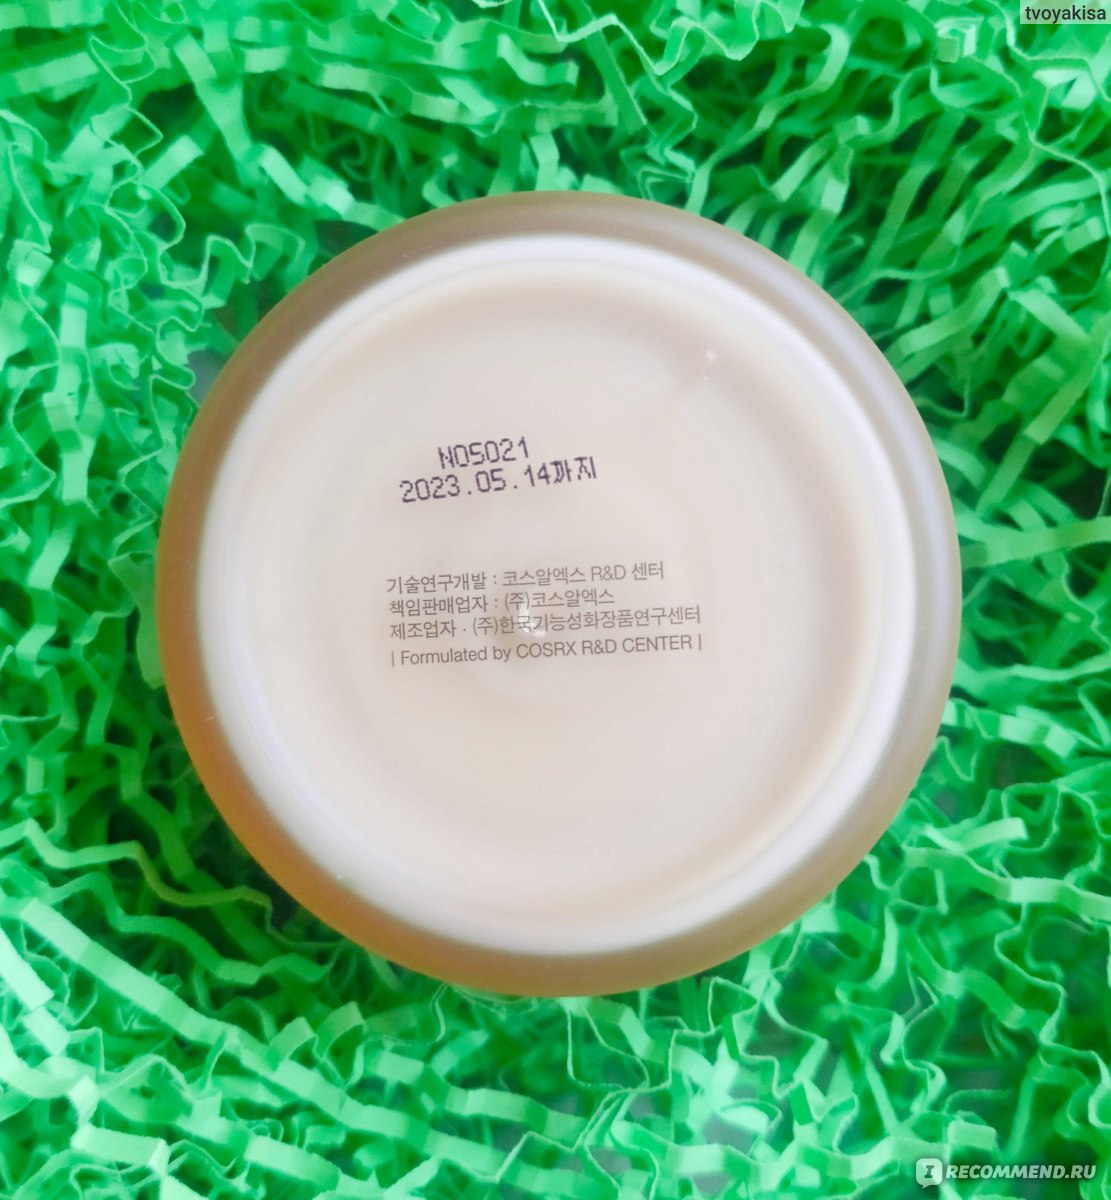 tvoyakisa
N05021
2023.05.14까지
기술연구개발 : 코스알엑스 R&D 센터
책임판매업자 : (주)코스알엑스
제조업자 : (주)한국기능성화장품연구센터
| Formulated by COSRX R&D CENTER |
IRECOMMEND.RU